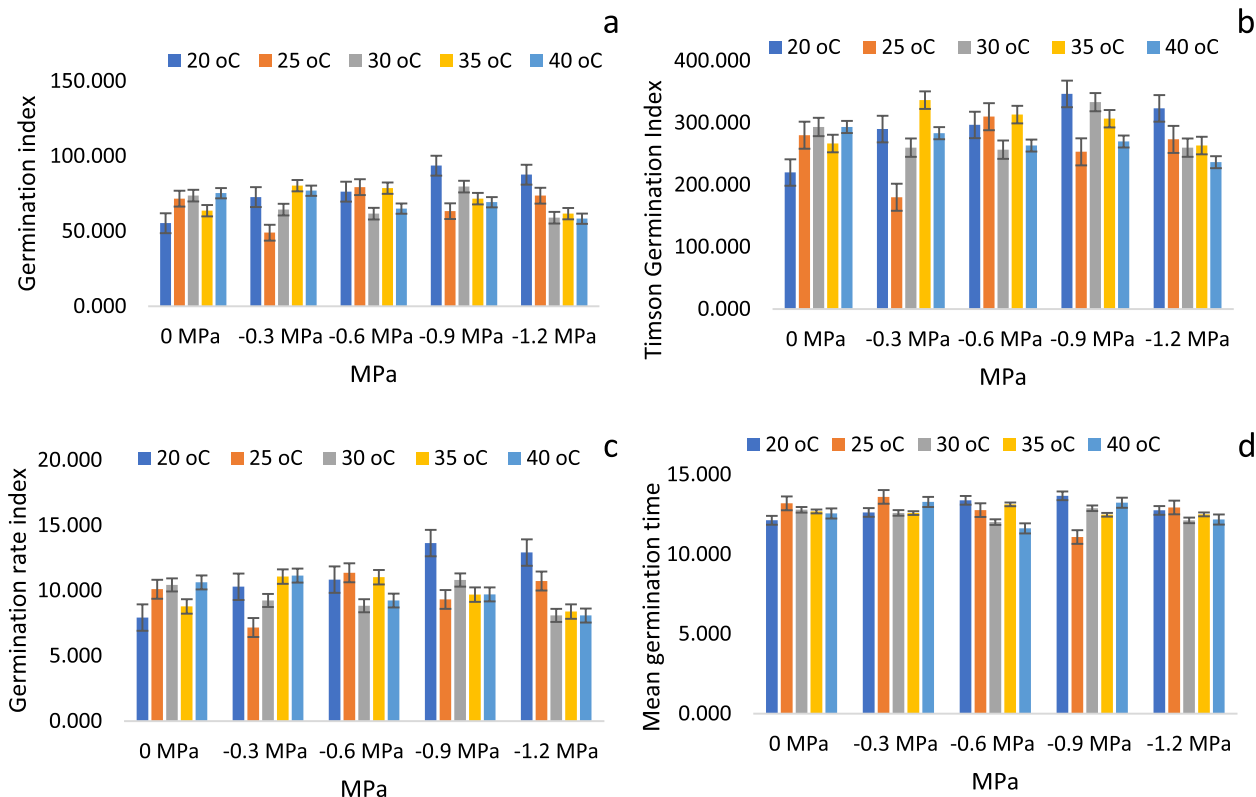 a
20 oC 25 oC 30 oC 35 oC 40 oC
Germination index
150.000
100.000
50.000
0.000
0 MPa -0.3 MPa -0.6 MPa -0.9 MPa -1.2 MPa
MPa
b
20 oC 25 oC 30 oC 35 oC 40 oC
Timson Germination Index
400.000
300.000
200.000
100.000
0.000
0 MPa -0.3 MPa -0.6 MPa -0.9 MPa -1.2 MPa
MPa
c
20 oC 25 oC 30 oC 35 oC 40 oC
Germination rate index
20.000
15.000
10.000
5.000
0.000
0 MPa -0.3 MPa -0.6 MPa -0.9 MPa -1.2 MPa
MPa
d
20 oC 25 oC 30 oC 35 oC 40 oC
Mean germination time
15.000
10.000
5.000
0.000
0 MPa -0.3 MPa -0.6 MPa -0.9 MPa -1.2 MPa
MPa